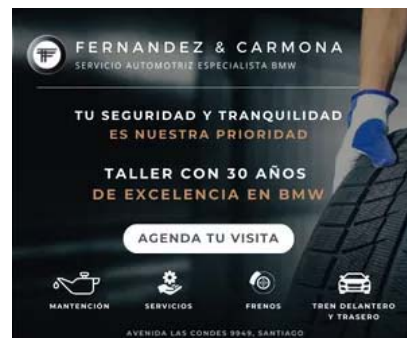 FERNANDEZ & CARMONA
SERVICIO AUTOMOTRIZ ESPECIALISTA BMW
TU SEGURIDAD Y TRANQUILIDAD
ES NUESTRA PRIORIDAD
TALLER CON 30 AÑOS
DE EXCELENCIA EN BMW
AGENDA TU VISITA
MANTENCIÓN
SERVICIOS
FRENOS
TREN DELANTERO
Y TRASERO
AVENIDA LAS CONDES 9949, SANTIAGO